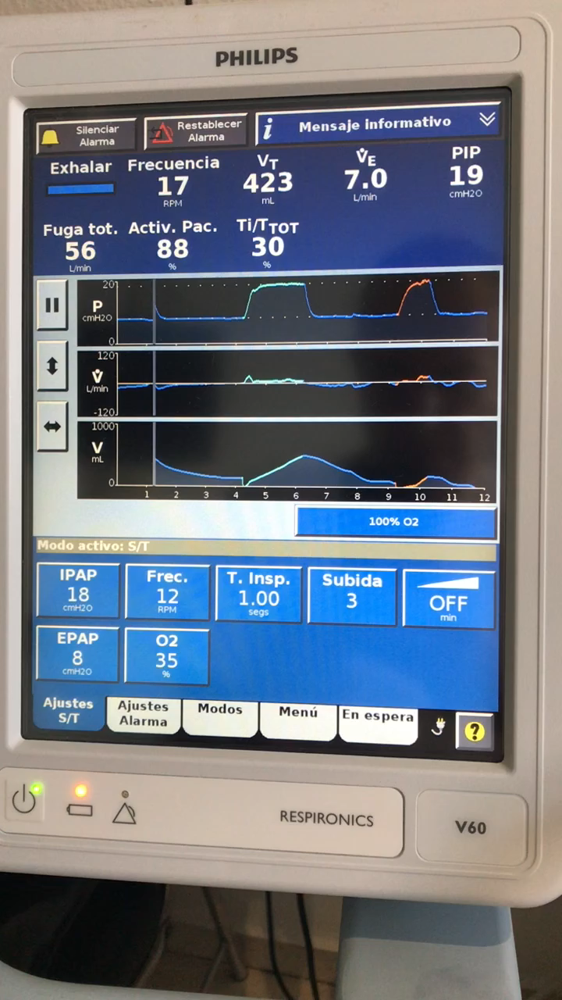 PHILIPS
Silenciar Alarma
Restablecer Alarma
i
Mensaje informativo
Exhalar
Frecuencia
17
RPM
VT
423
mL
V̇E
7.0
L/min
PIP
19
cmH2O
Fuga tot.
56
L/min
Activ. Pac.
88
%
Ti/TTOT
30
%
20
P
cmH2O
0
120
V̇
L/min
-120
1000
V
mL
0
1 2 3 4 5 6 7 8 9 10 11 12
100% O2
Modo activo: S/T
IPAP
18
cmH2O
Frec.
12
RPM
T. Insp.
1.00
segs
Subida
3
OFF
min
EPAP
8
cmH2O
O2
35
%
Ajustes S/T
Ajustes Alarma
Modos
Menú
En espera
?
RESPIRONICS
V60